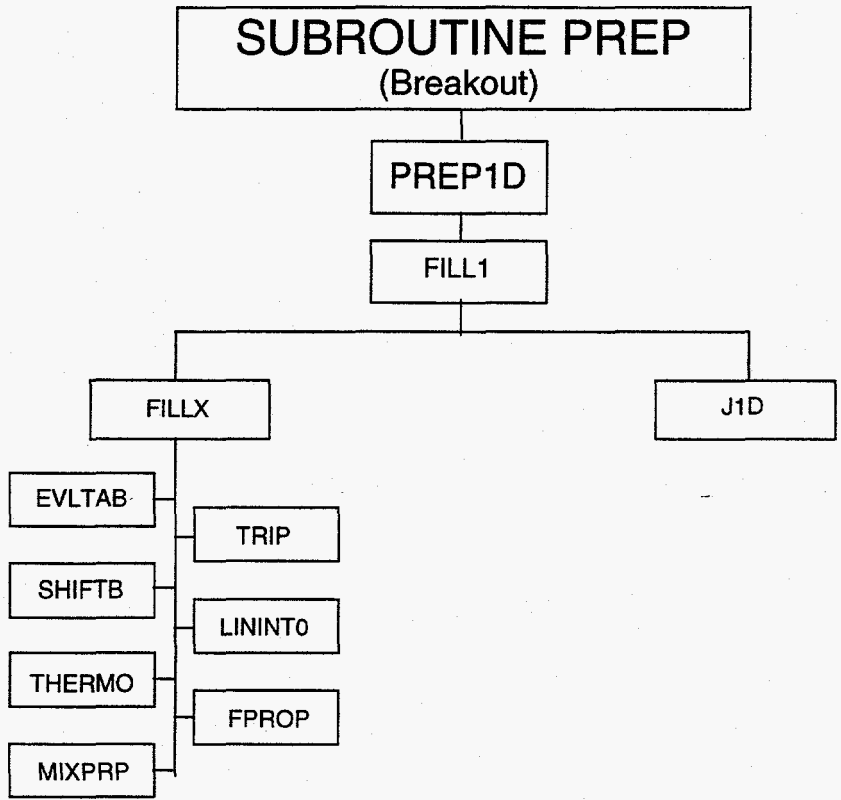 SUBROUTINE PREP
(Breakout)
PREP1D
FILL1
FILLX
J1D
EVLTAB
TRIP
SHIFTB
LININT0
THERMO
FPROP
MIXPRP